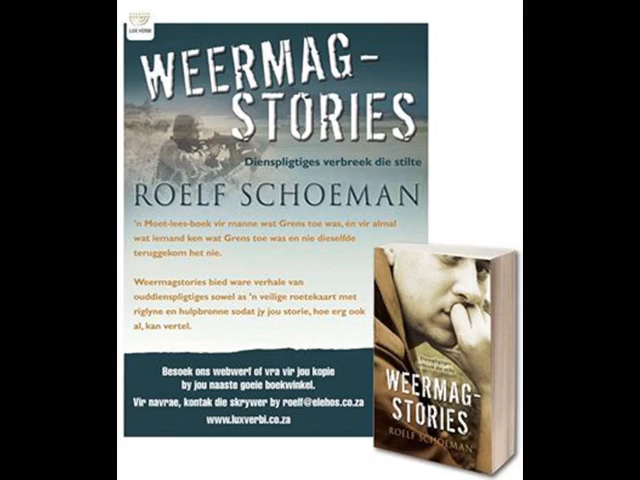 LUX VERBI
WEERMAG-
STORIES
Dienspligtiges verbreek die stilte
ROELF SCHOEMAN
'n Moet-lees-boek vir manne wat Grens toe was, én vir almal
wat iemand ken wat Grens toe was en nie dieselfde
teruggekom het nie.
Weermagstories bied ware verhale van
ouddienspligtiges sowel as 'n veilige roetekaart met
riglyne en hulpbronne sodat jy jou storie, hoe erg ook
al, kan vertel.
Besoek ons webwerf of vra vir jou kopie
by jou naaste goeie boekwinkel.
Vir navrae, kontak die skrywer by roelf@elehos.co.za
www.luxverbi.co.za
Dienspligtiges
verbreek die stilte
WEERMAG-
STORIES
ROELF SCHOEMAN